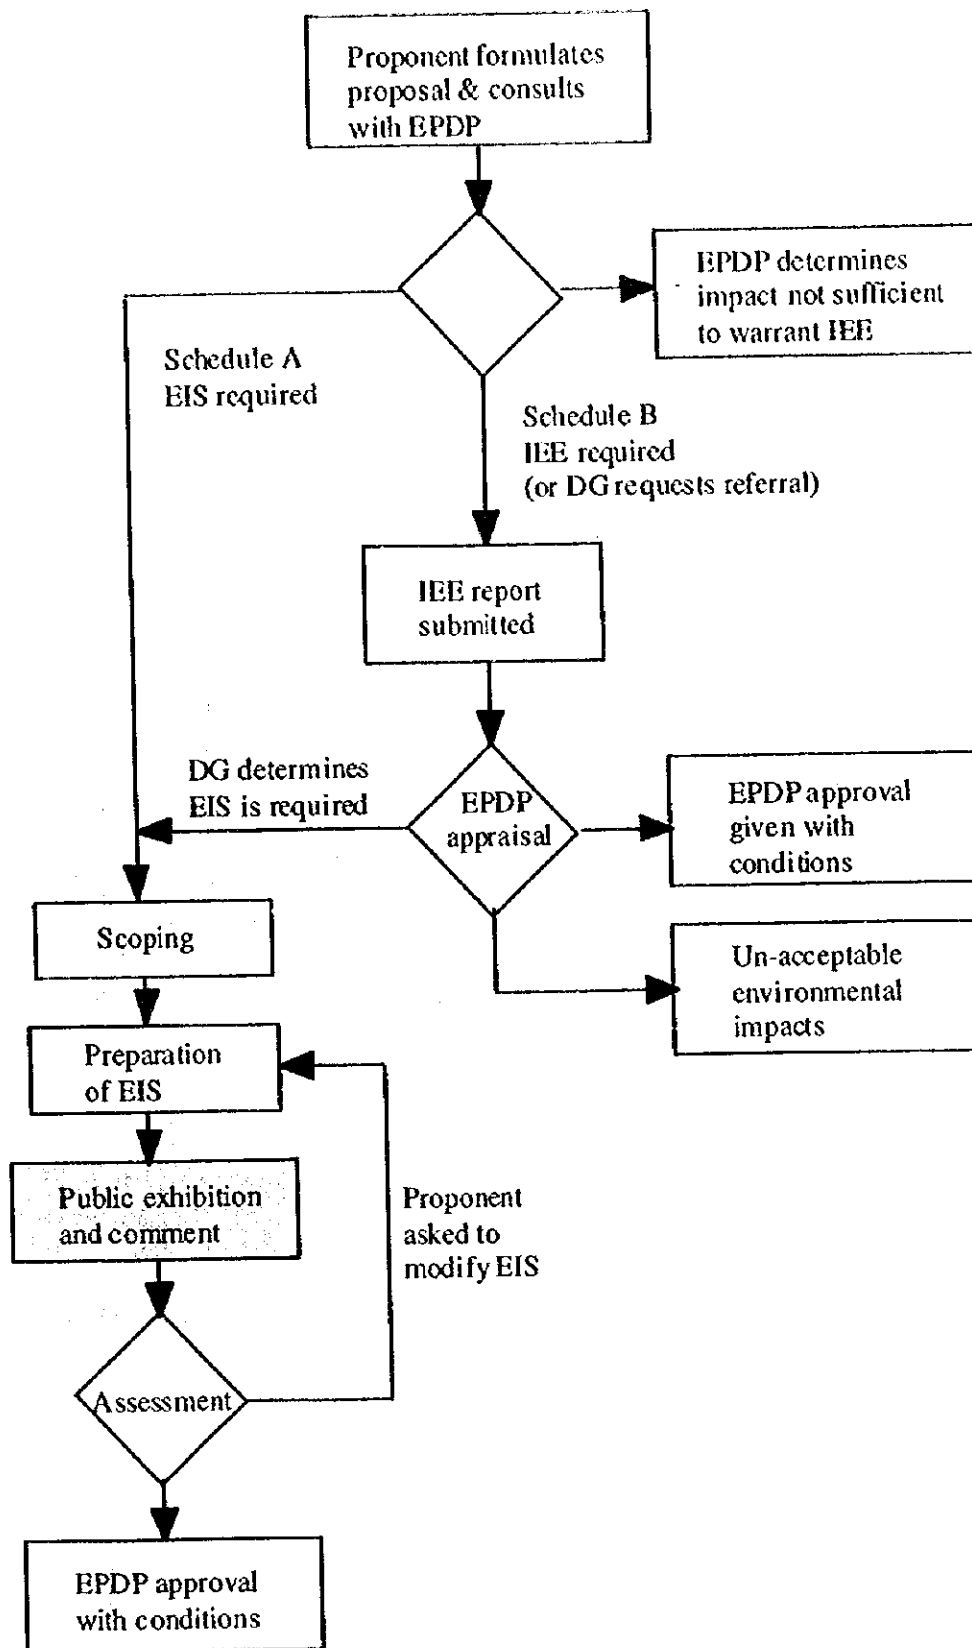 Proponent formulates
proposal & consults
with EPDP
EPDP determines
impact not sufficient
to warrant IEE
Schedule A
EIS required
Schedule B
IEE required
(or DG requests referral)
IEE report
submitted
DG determines
EIS is required
EPDP
appraisal
EPDP approval
given with
conditions
Scoping
Un-acceptable
environmental
impacts
Preparation
of EIS
Public exhibition
and comment
Proponent
asked to
modify EIS
Assessment
EPDP approval
with conditions